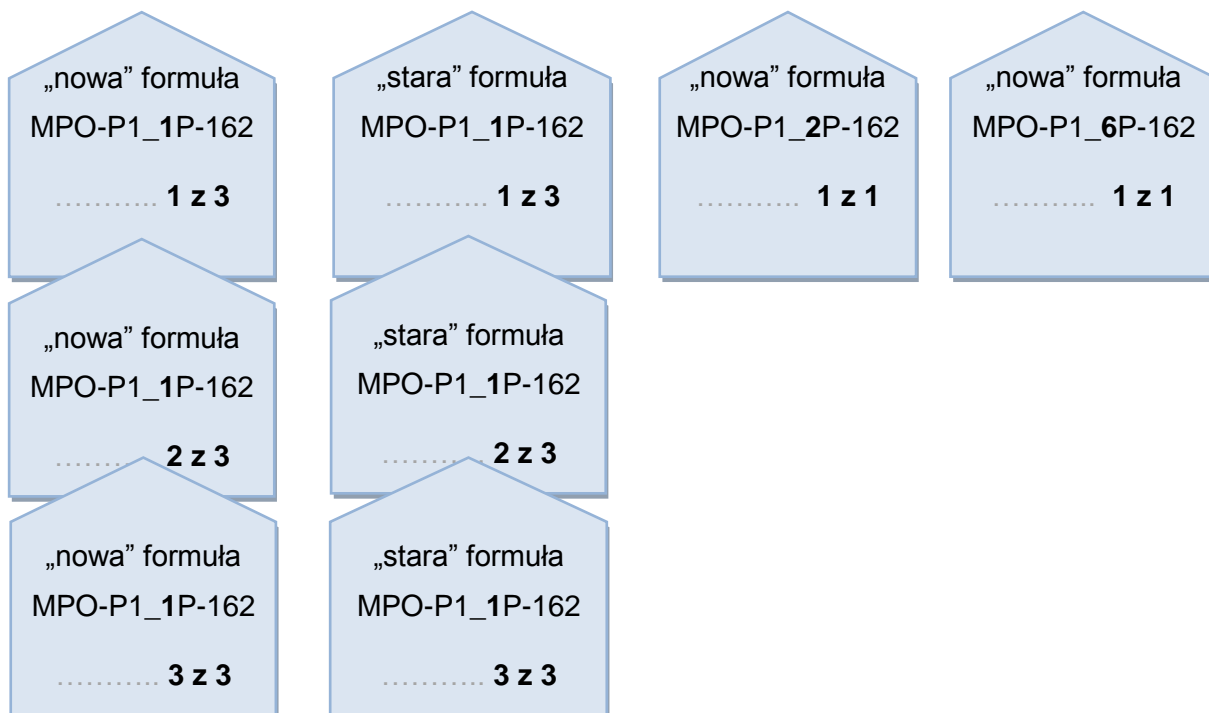 „nowa” formuła
MPO-P1_1P-162
……….. 1 z 3
„stara” formuła
MPO-P1_1P-162
……….. 1 z 3
„nowa” formuła
MPO-P1_2P-162
……….. 1 z 1
„nowa” formuła
MPO-P1_6P-162
……….. 1 z 1
„nowa” formuła
MPO-P1_1P-162
……….. 2 z 3
„stara” formuła
MPO-P1_1P-162
……….. 2 z 3
„nowa” formuła
MPO-P1_1P-162
……….. 3 z 3
„stara” formuła
MPO-P1_1P-162
……….. 3 z 3